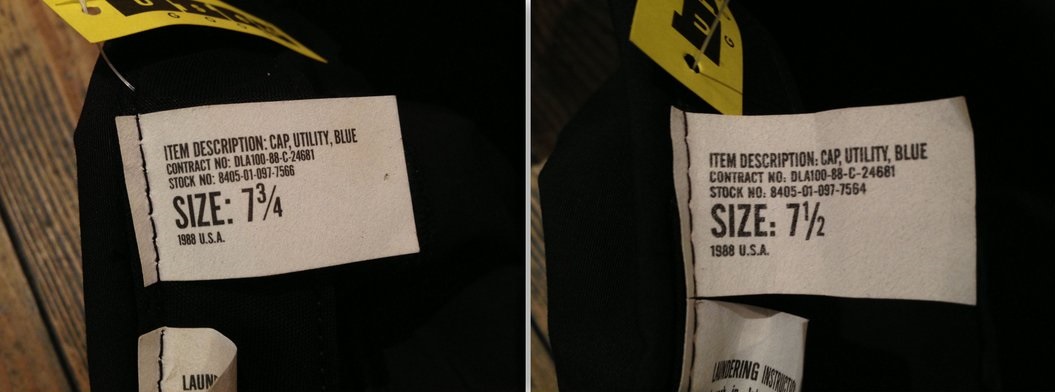 ITEM DESCRIPTION: CAP, UTILITY, BLUE
CONTRACT NO: DLA100-88-C-24681
STOCK NO: 8405-01-097-7566
SIZE: 7¾
1988 U.S.A.
LAUN
ITEM DESCRIPTION: CAP, UTILITY, BLUE
CONTRACT NO: DLA100-88-C-24681
STOCK NO: 8405-01-097-7564
SIZE: 7½
1988 U.S.A.
LAUNDERING INSTRUCTO